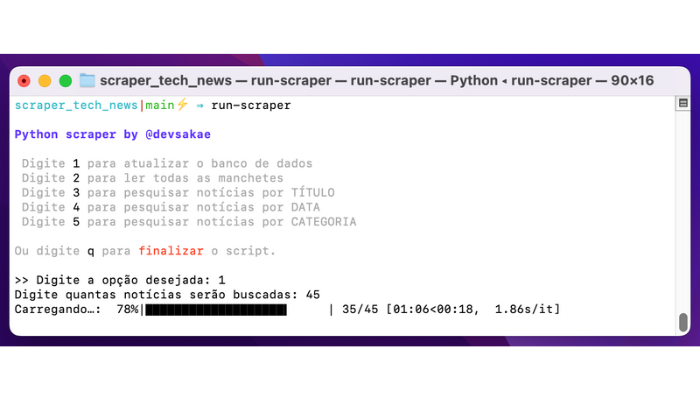 scraper_tech_news — run-scraper — run-scraper — Python ◂ run-scraper — 90×16
scraper_tech_news|main⚡ ⇒ run-scraper
Python scraper by @devsakae
Digite 1 para atualizar o banco de dados
Digite 2 para ler todas as manchetes
Digite 3 para pesquisar notícias por TÍTULO
Digite 4 para pesquisar notícias por DATA
Digite 5 para pesquisar notícias por CATEGORIA
Ou digite q para finalizar o script.
>> Digite a opção desejada: 1
Digite quantas notícias serão buscadas: 45
Carregando…:  78%|███████████████████     | 35/45 [01:06<00:18,  1.86s/it]